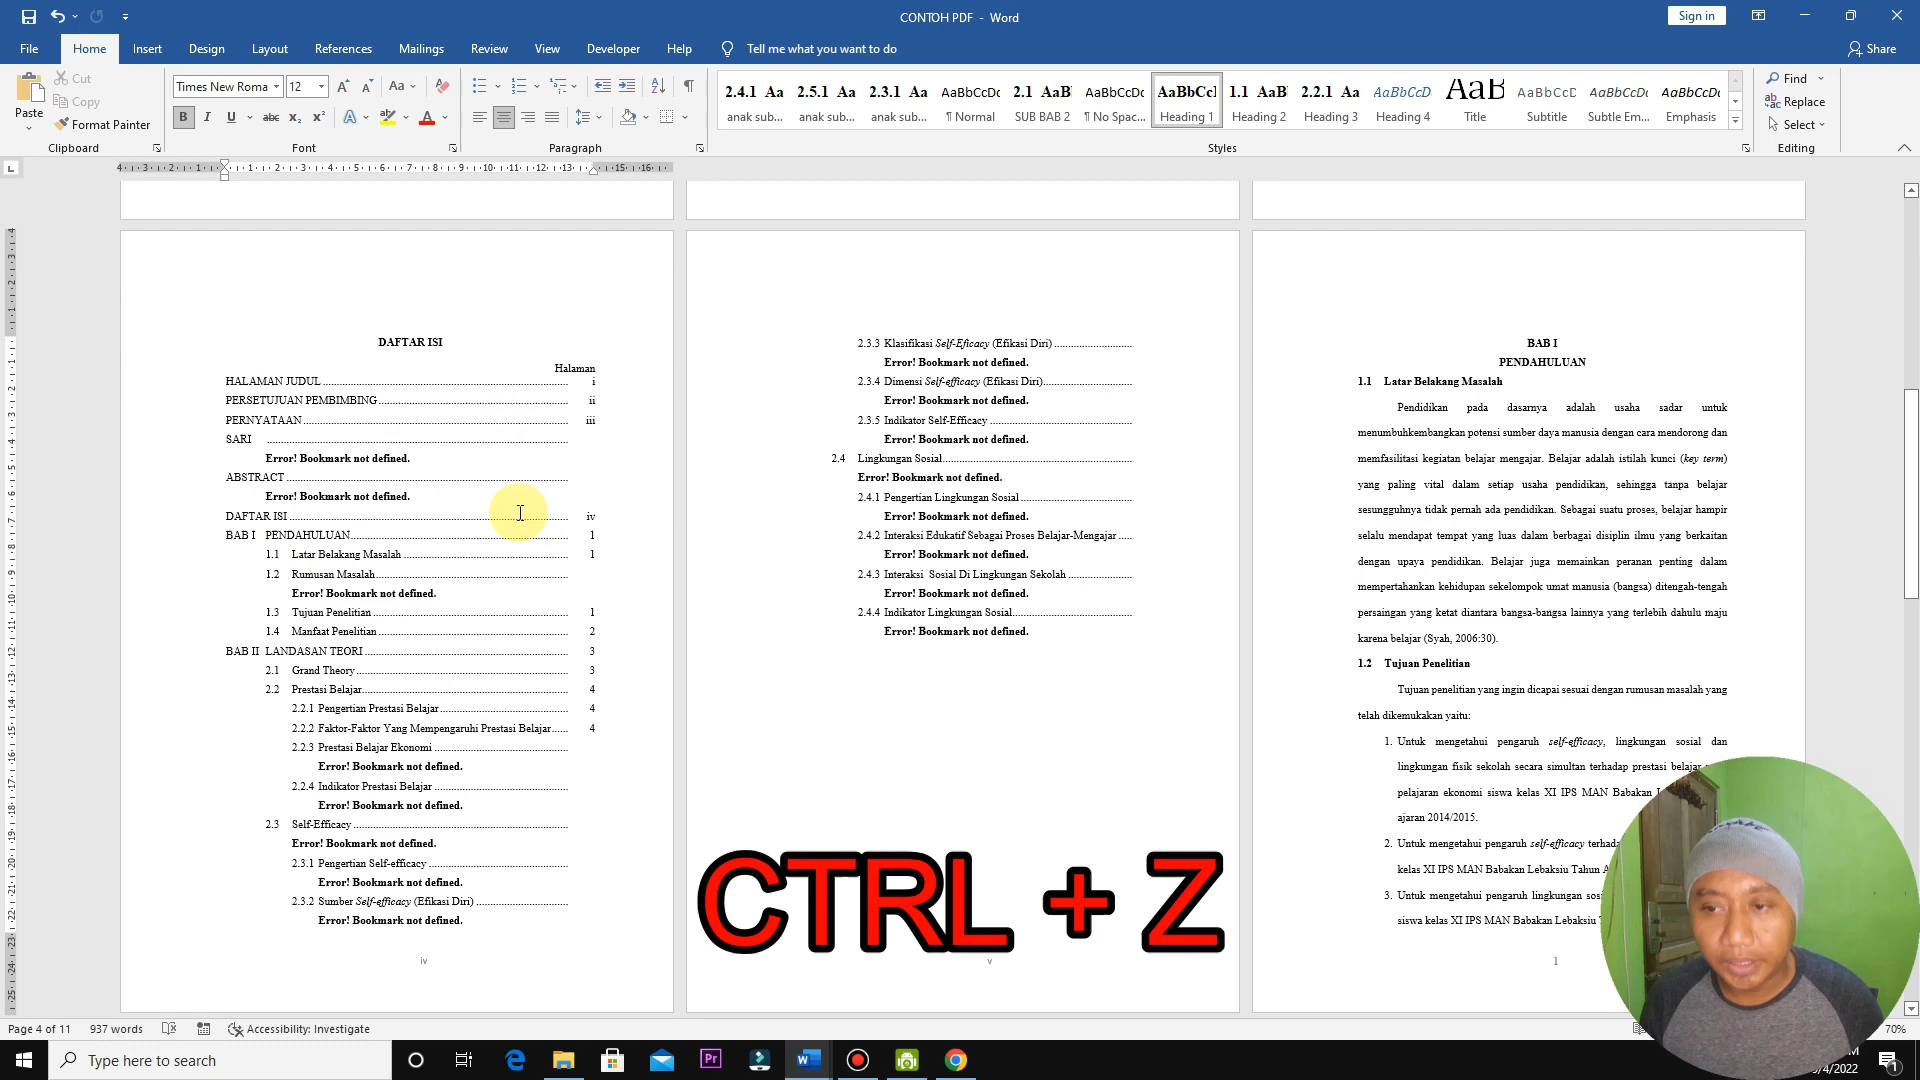 CONTOH PDF - Word
Sign in
File Home Insert Design Layout References Mailings Review View Developer Help Tell me what you want to do
Share
Paste
Cut
Copy
Format Painter
Clipboard
Times New Roma
12
Font
Paragraph
2.4.1 Aa
anak sub...
2.5.1 Aa
anak sub...
2.3.1 Aa
anak sub...
AaBbCcDc
¶ Normal
2.1 AaB
SUB BAB 2
AaBbCcDc
¶ No Spac...
AaBbCcI
Heading 1
1.1 AaB
Heading 2
2.2.1 Aa
Heading 3
AaBbCcD
Heading 4
AaB
Title
AaBbCcD
Subtitle
AaBbCcDc
Subtle Em...
AaBbCcDc
Emphasis
Styles
Find
Replace
Select
Editing
DAFTAR ISI
Halaman
HALAMAN JUDUL i
PERSETUJUAN PEMBIMBING ii
PERNYATAAN iii
SARI
Error! Bookmark not defined.
ABSTRACT
Error! Bookmark not defined.
DAFTAR ISI iv
BAB I PENDAHULUAN 1
1.1 Latar Belakang Masalah 1
1.2 Rumusan Masalah
Error! Bookmark not defined.
1.3 Tujuan Penelitian 1
1.4 Manfaat Penelitian 2
BAB II LANDASAN TEORI 3
2.1 Grand Theory 3
2.2 Prestasi Belajar 4
2.2.1 Pengertian Prestasi Belajar 4
2.2.2 Faktor-Faktor Yang Mempengaruhi Prestasi Belajar 4
2.2.3 Prestasi Belajar Ekonomi
Error! Bookmark not defined.
2.2.4 Indikator Prestasi Belajar
Error! Bookmark not defined.
2.3 Self-Efficacy
Error! Bookmark not defined.
2.3.1 Pengertian Self-efficacy
Error! Bookmark not defined.
2.3.2 Sumber Self-efficacy (Efikasi Diri)
Error! Bookmark not defined.
iv
2.3.3 Klasifikasi Self-Eficacy (Efikasi Diri)
Error! Bookmark not defined.
2.3.4 Dimensi Self-efficacy (Efikasi Diri)
Error! Bookmark not defined.
2.3.5 Indikator Self-Efficacy
Error! Bookmark not defined.
2.4 Lingkungan Sosial
Error! Bookmark not defined.
2.4.1 Pengertian Lingkungan Sosial
Error! Bookmark not defined.
2.4.2 Interaksi Edukatif Sebagai Proses Belajar-Mengajar
Error! Bookmark not defined.
2.4.3 Interaksi Sosial Di Lingkungan Sekolah
Error! Bookmark not defined.
2.4.4 Indikator Lingkungan Sosial
Error! Bookmark not defined.
CTRL + Z
v
BAB I
PENDAHULUAN
1.1 Latar Belakang Masalah
Pendidikan pada dasarnya adalah usaha sadar untuk
menumbuhkembangkan potensi sumber daya manusia dengan cara mendorong dan
memfasilitasi kegiatan belajar mengajar. Belajar adalah istilah kunci (key term)
yang paling vital dalam setiap usaha pendidikan, sehingga tanpa belajar
sesungguhnya tidak pernah ada pendidikan. Sebagai suatu proses, belajar hampir
selalu mendapat tempat yang luas dalam berbagai disiplin ilmu yang berkaitan
dengan upaya pendidikan. Belajar juga memainkan peranan penting dalam
mempertahankan kehidupan sekelompok umat manusia (bangsa) ditengah-tengah
persaingan yang ketat diantara bangsa-bangsa lainnya yang terlebih dahulu maju
karena belajar (Syah, 2006:30).
1.2 Tujuan Penelitian
Tujuan penelitian yang ingin dicapai sesuai dengan rumusan masalah yang
telah dikemukakan yaitu:
1. Untuk mengetahui pengaruh self-efficacy, lingkungan sosial dan
lingkungan fisik sekolah secara simultan terhadap prestasi belajar
pelajaran ekonomi siswa kelas XI IPS MAN Babakan
ajaran 2014/2015.
2. Untuk mengetahui pengaruh self-efficacy
kelas XI IPS MAN Babakan Lebaksiu Tahun
3. Untuk mengetahui pengaruh lingkungan
siswa kelas XI IPS MAN Babakan Lebaksiu
1
Page 4 of 11 937 words Accessibility: Investigate
70%
Type here to search
/4/2022